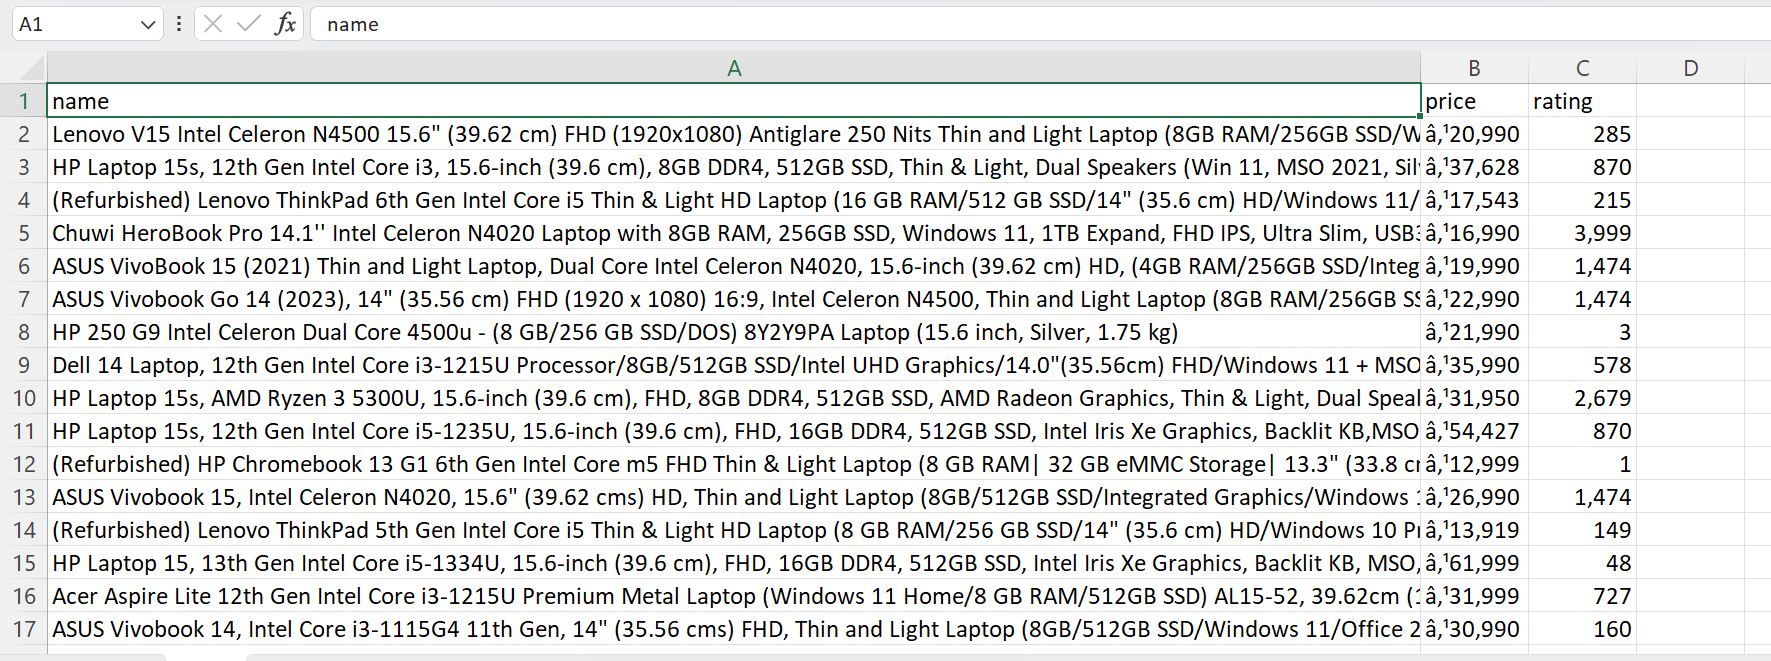 A1 fx name
A B C D
1 name price rating
2 Lenovo V15 Intel Celeron N4500 15.6" (39.62 cm) FHD (1920x1080) Antiglare 250 Nits Thin and Light Laptop (8GB RAM/256GB SSD/W â‚¹20,990 285
3 HP Laptop 15s, 12th Gen Intel Core i3, 15.6-inch (39.6 cm), 8GB DDR4, 512GB SSD, Thin & Light, Dual Speakers (Win 11, MSO 2021, Sil â‚¹37,628 870
4 (Refurbished) Lenovo ThinkPad 6th Gen Intel Core i5 Thin & Light HD Laptop (16 GB RAM/512 GB SSD/14" (35.6 cm) HD/Windows 11/ â‚¹17,543 215
5 Chuwi HeroBook Pro 14.1'' Intel Celeron N4020 Laptop with 8GB RAM, 256GB SSD, Windows 11, 1TB Expand, FHD IPS, Ultra Slim, USB3 â‚¹16,990 3,999
6 ASUS VivoBook 15 (2021) Thin and Light Laptop, Dual Core Intel Celeron N4020, 15.6-inch (39.62 cm) HD, (4GB RAM/256GB SSD/Integ â‚¹19,990 1,474
7 ASUS Vivobook Go 14 (2023), 14" (35.56 cm) FHD (1920 x 1080) 16:9, Intel Celeron N4500, Thin and Light Laptop (8GB RAM/256GB SS â‚¹22,990 1,474
8 HP 250 G9 Intel Celeron Dual Core 4500u - (8 GB/256 GB SSD/DOS) 8Y2Y9PA Laptop (15.6 inch, Silver, 1.75 kg) â‚¹21,990 3
9 Dell 14 Laptop, 12th Gen Intel Core i3-1215U Processor/8GB/512GB SSD/Intel UHD Graphics/14.0"(35.56cm) FHD/Windows 11 + MSO â‚¹35,990 578
10 HP Laptop 15s, AMD Ryzen 3 5300U, 15.6-inch (39.6 cm), FHD, 8GB DDR4, 512GB SSD, AMD Radeon Graphics, Thin & Light, Dual Speal â‚¹31,950 2,679
11 HP Laptop 15s, 12th Gen Intel Core i5-1235U, 15.6-inch (39.6 cm), FHD, 16GB DDR4, 512GB SSD, Intel Iris Xe Graphics, Backlit KB,MSO â‚¹54,427 870
12 (Refurbished) HP Chromebook 13 G1 6th Gen Intel Core m5 FHD Thin & Light Laptop (8 GB RAM| 32 GB eMMC Storage| 13.3" (33.8 cm â‚¹12,999 1
13 ASUS Vivobook 15, Intel Celeron N4020, 15.6" (39.62 cms) HD, Thin and Light Laptop (8GB/512GB SSD/Integrated Graphics/Windows â‚¹26,990 1,474
14 (Refurbished) Lenovo ThinkPad 5th Gen Intel Core i5 Thin & Light HD Laptop (8 GB RAM/256 GB SSD/14" (35.6 cm) HD/Windows 10 P â‚¹13,919 149
15 HP Laptop 15, 13th Gen Intel Core i5-1334U, 15.6-inch (39.6 cm), FHD, 16GB DDR4, 512GB SSD, Intel Iris Xe Graphics, Backlit KB, MSO, â‚¹61,999 48
16 Acer Aspire Lite 12th Gen Intel Core i3-1215U Premium Metal Laptop (Windows 11 Home/8 GB RAM/512GB SSD) AL15-52, 39.62cm ( â‚¹31,999 727
17 ASUS Vivobook 14, Intel Core i3-1115G4 11th Gen, 14" (35.56 cms) FHD, Thin and Light Laptop (8GB/512GB SSD/Windows 11/Office 2 â‚¹30,990 160